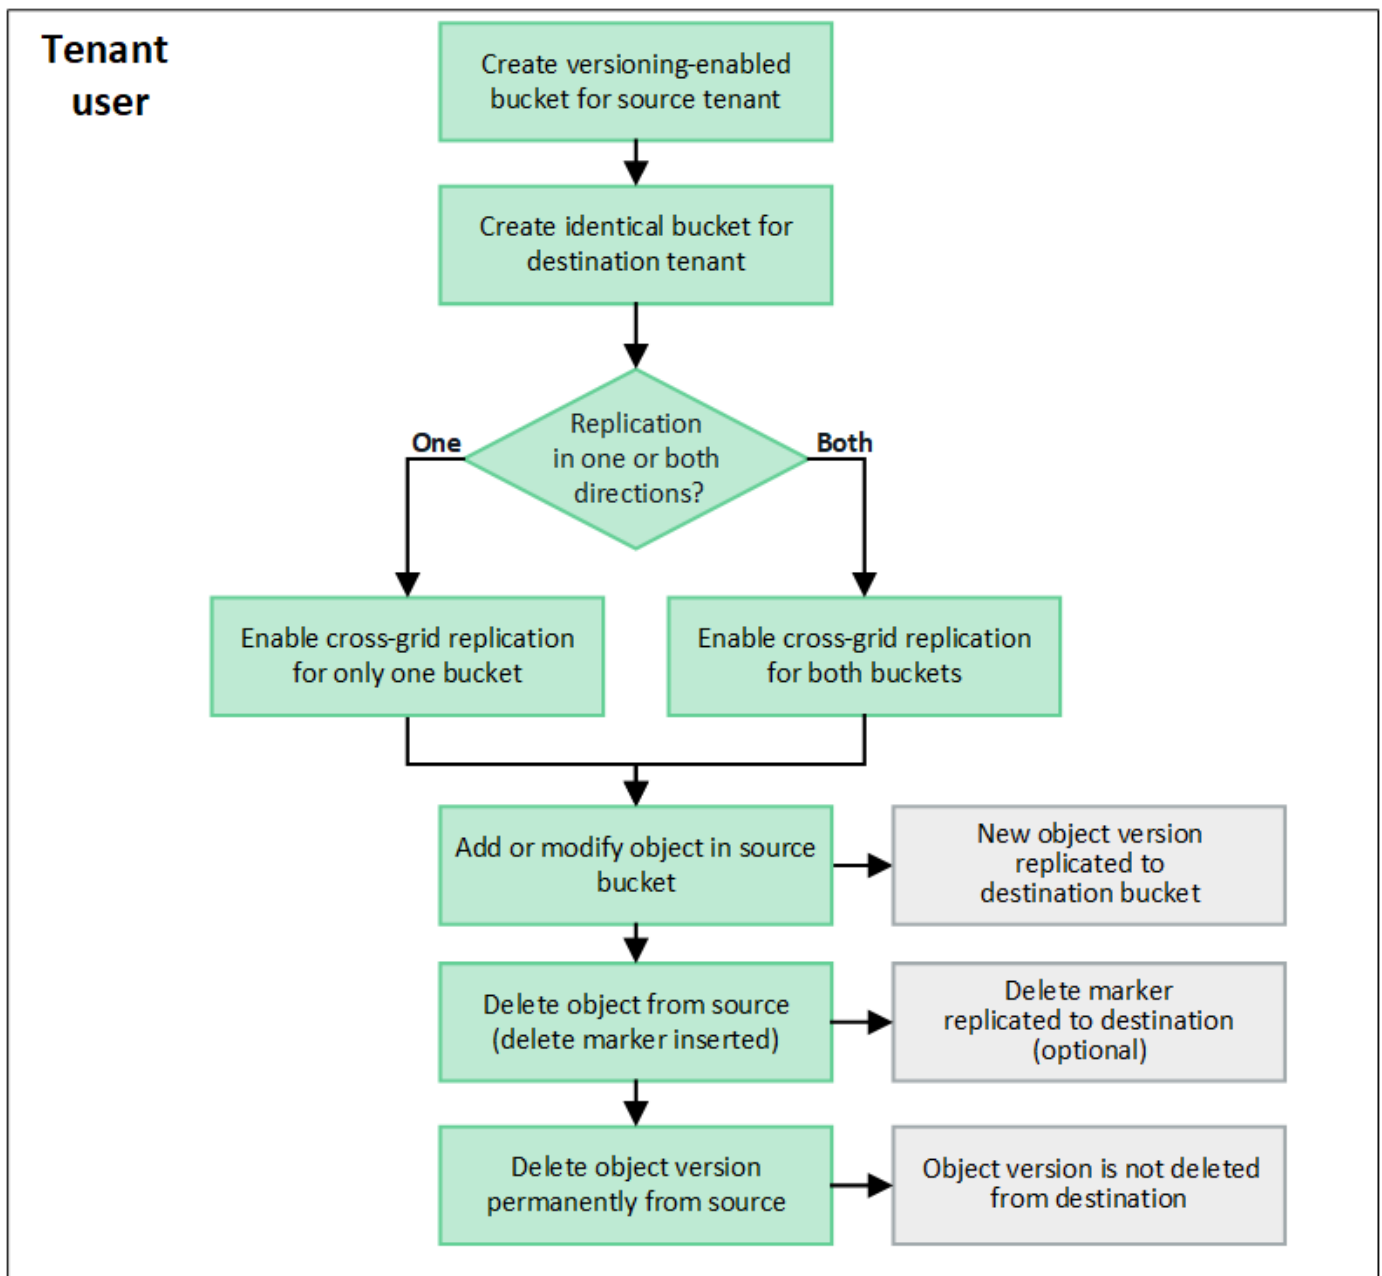 Tenant
user
Create versioning-enabled
bucket for source tenant
Create identical bucket for
destination tenant
Replication
in one or both
directions?
One
Both
Enable cross-grid replication
for only one bucket
Enable cross-grid replication
for both buckets
Add or modify object in source
bucket
New object version
replicated to
destination bucket
Delete object from source
(delete marker inserted)
Delete marker
replicated to destination
(optional)
Delete object version
permanently from source
Object version is not deleted
from destination